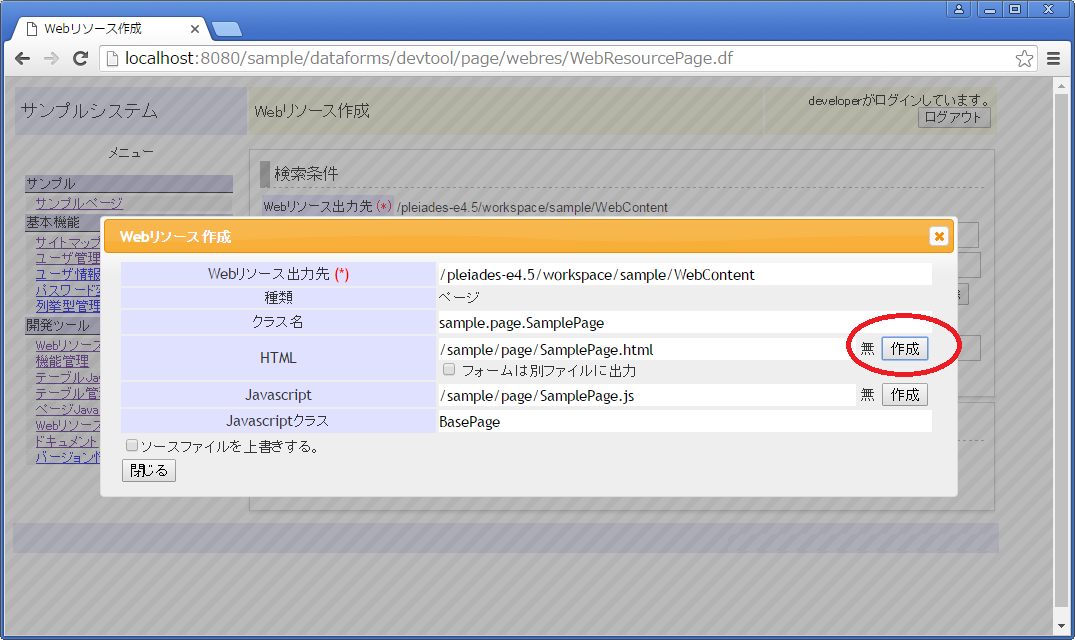 Webリソース作成
localhost:8080/sample/dataforms/devtool/page/webres/WebResourcePage.df
サンプルシステム
Webリソース作成
developerがログインしています。
ログアウト
メニュー
サンプル
サンプルページ
基本機能
サイトマップ
ユーザ管理
ユーザ情報
パスワード
列挙型管理
開発ツール
Webリソース
機能管理
テーブルJav
テーブル管
ページJava
Webリソース
ドキュメント
バージョン
検索条件
Webリソース出力先 (*) /pleiades-e4.5/workspace/sample/WebContent
Webリソース作成
Webリソース出力先 (*) /pleiades-e4.5/workspace/sample/WebContent
種類 ページ
クラス名 sample.page.SamplePage
HTML /sample/page/SamplePage.html 無 作成
フォームは別ファイルに出力
Javascript /sample/page/SamplePage.js 無 作成
Javascriptクラス BasePage
ソースファイルを上書きする。
閉じる